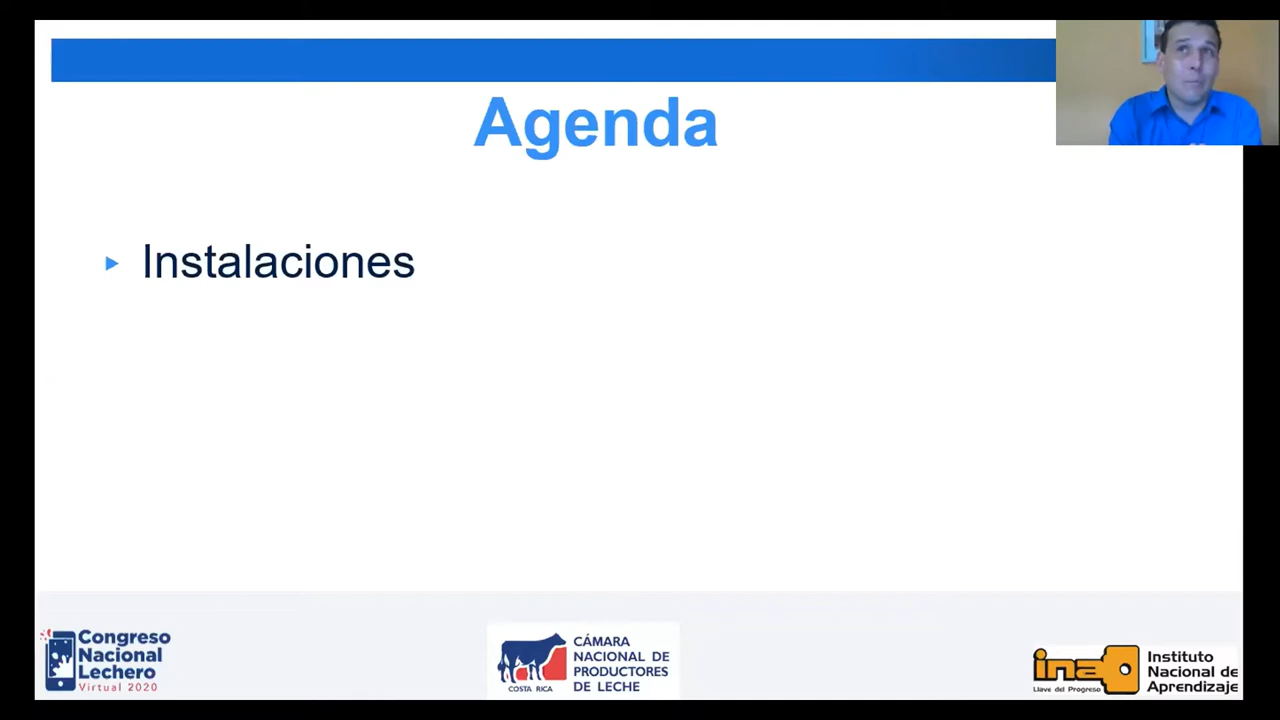 Agenda
Instalaciones
Congreso
Nacional
Lechero
Virtual 2020
CÁMARA
NACIONAL DE
PRODUCTORES
DE LECHE
COSTA RICA
ina
Llave del Progreso
Instituto
Nacional de
Aprendizaje